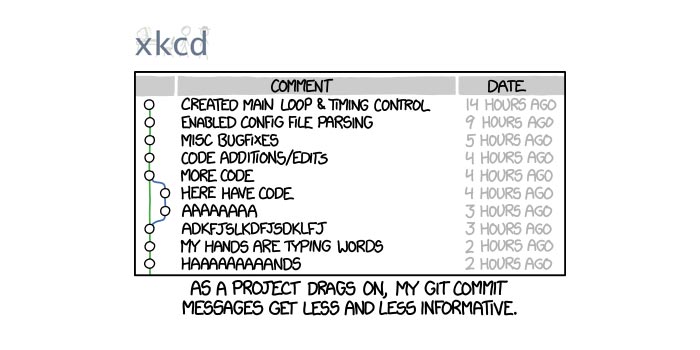 xkcd
COMMENT DATE
CREATED MAIN LOOP & TIMING CONTROL 14 HOURS AGO
ENABLED CONFIG FILE PARSING 9 HOURS AGO
MISC BUGFIXES 5 HOURS AGO
CODE ADDITIONS/EDITS 4 HOURS AGO
MORE CODE 4 HOURS AGO
HERE HAVE CODE 4 HOURS AGO
AAAAAAAA 3 HOURS AGO
ADKFJSLKDFJSDKLFJ 3 HOURS AGO
MY HANDS ARE TYPING WORDS 2 HOURS AGO
HAAAAAAAAANDS 2 HOURS AGO
AS A PROJECT DRAGS ON, MY GIT COMMIT
MESSAGES GET LESS AND LESS INFORMATIVE.